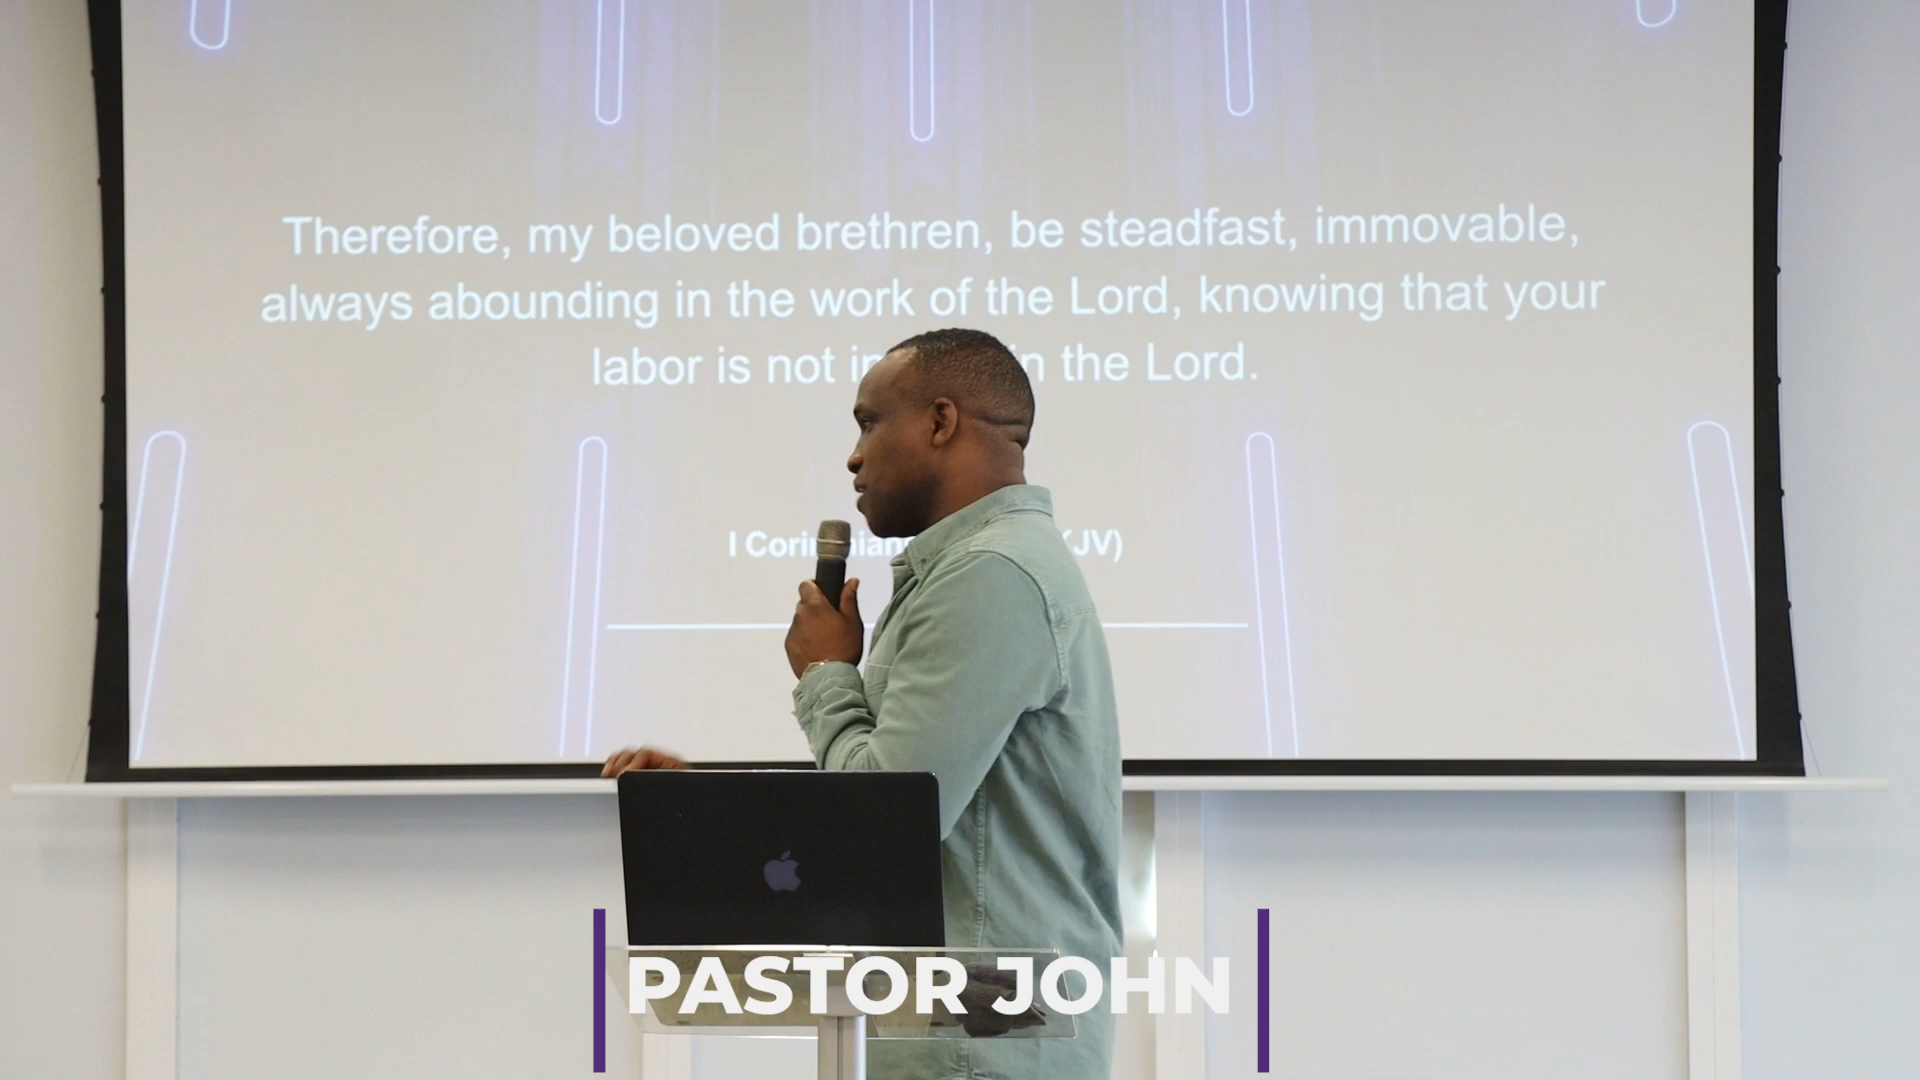 Therefore, my beloved brethren, be steadfast, immovable,
always abounding in the work of the Lord, knowing that your
labor is not in the Lord.
I
PASTOR JOHN